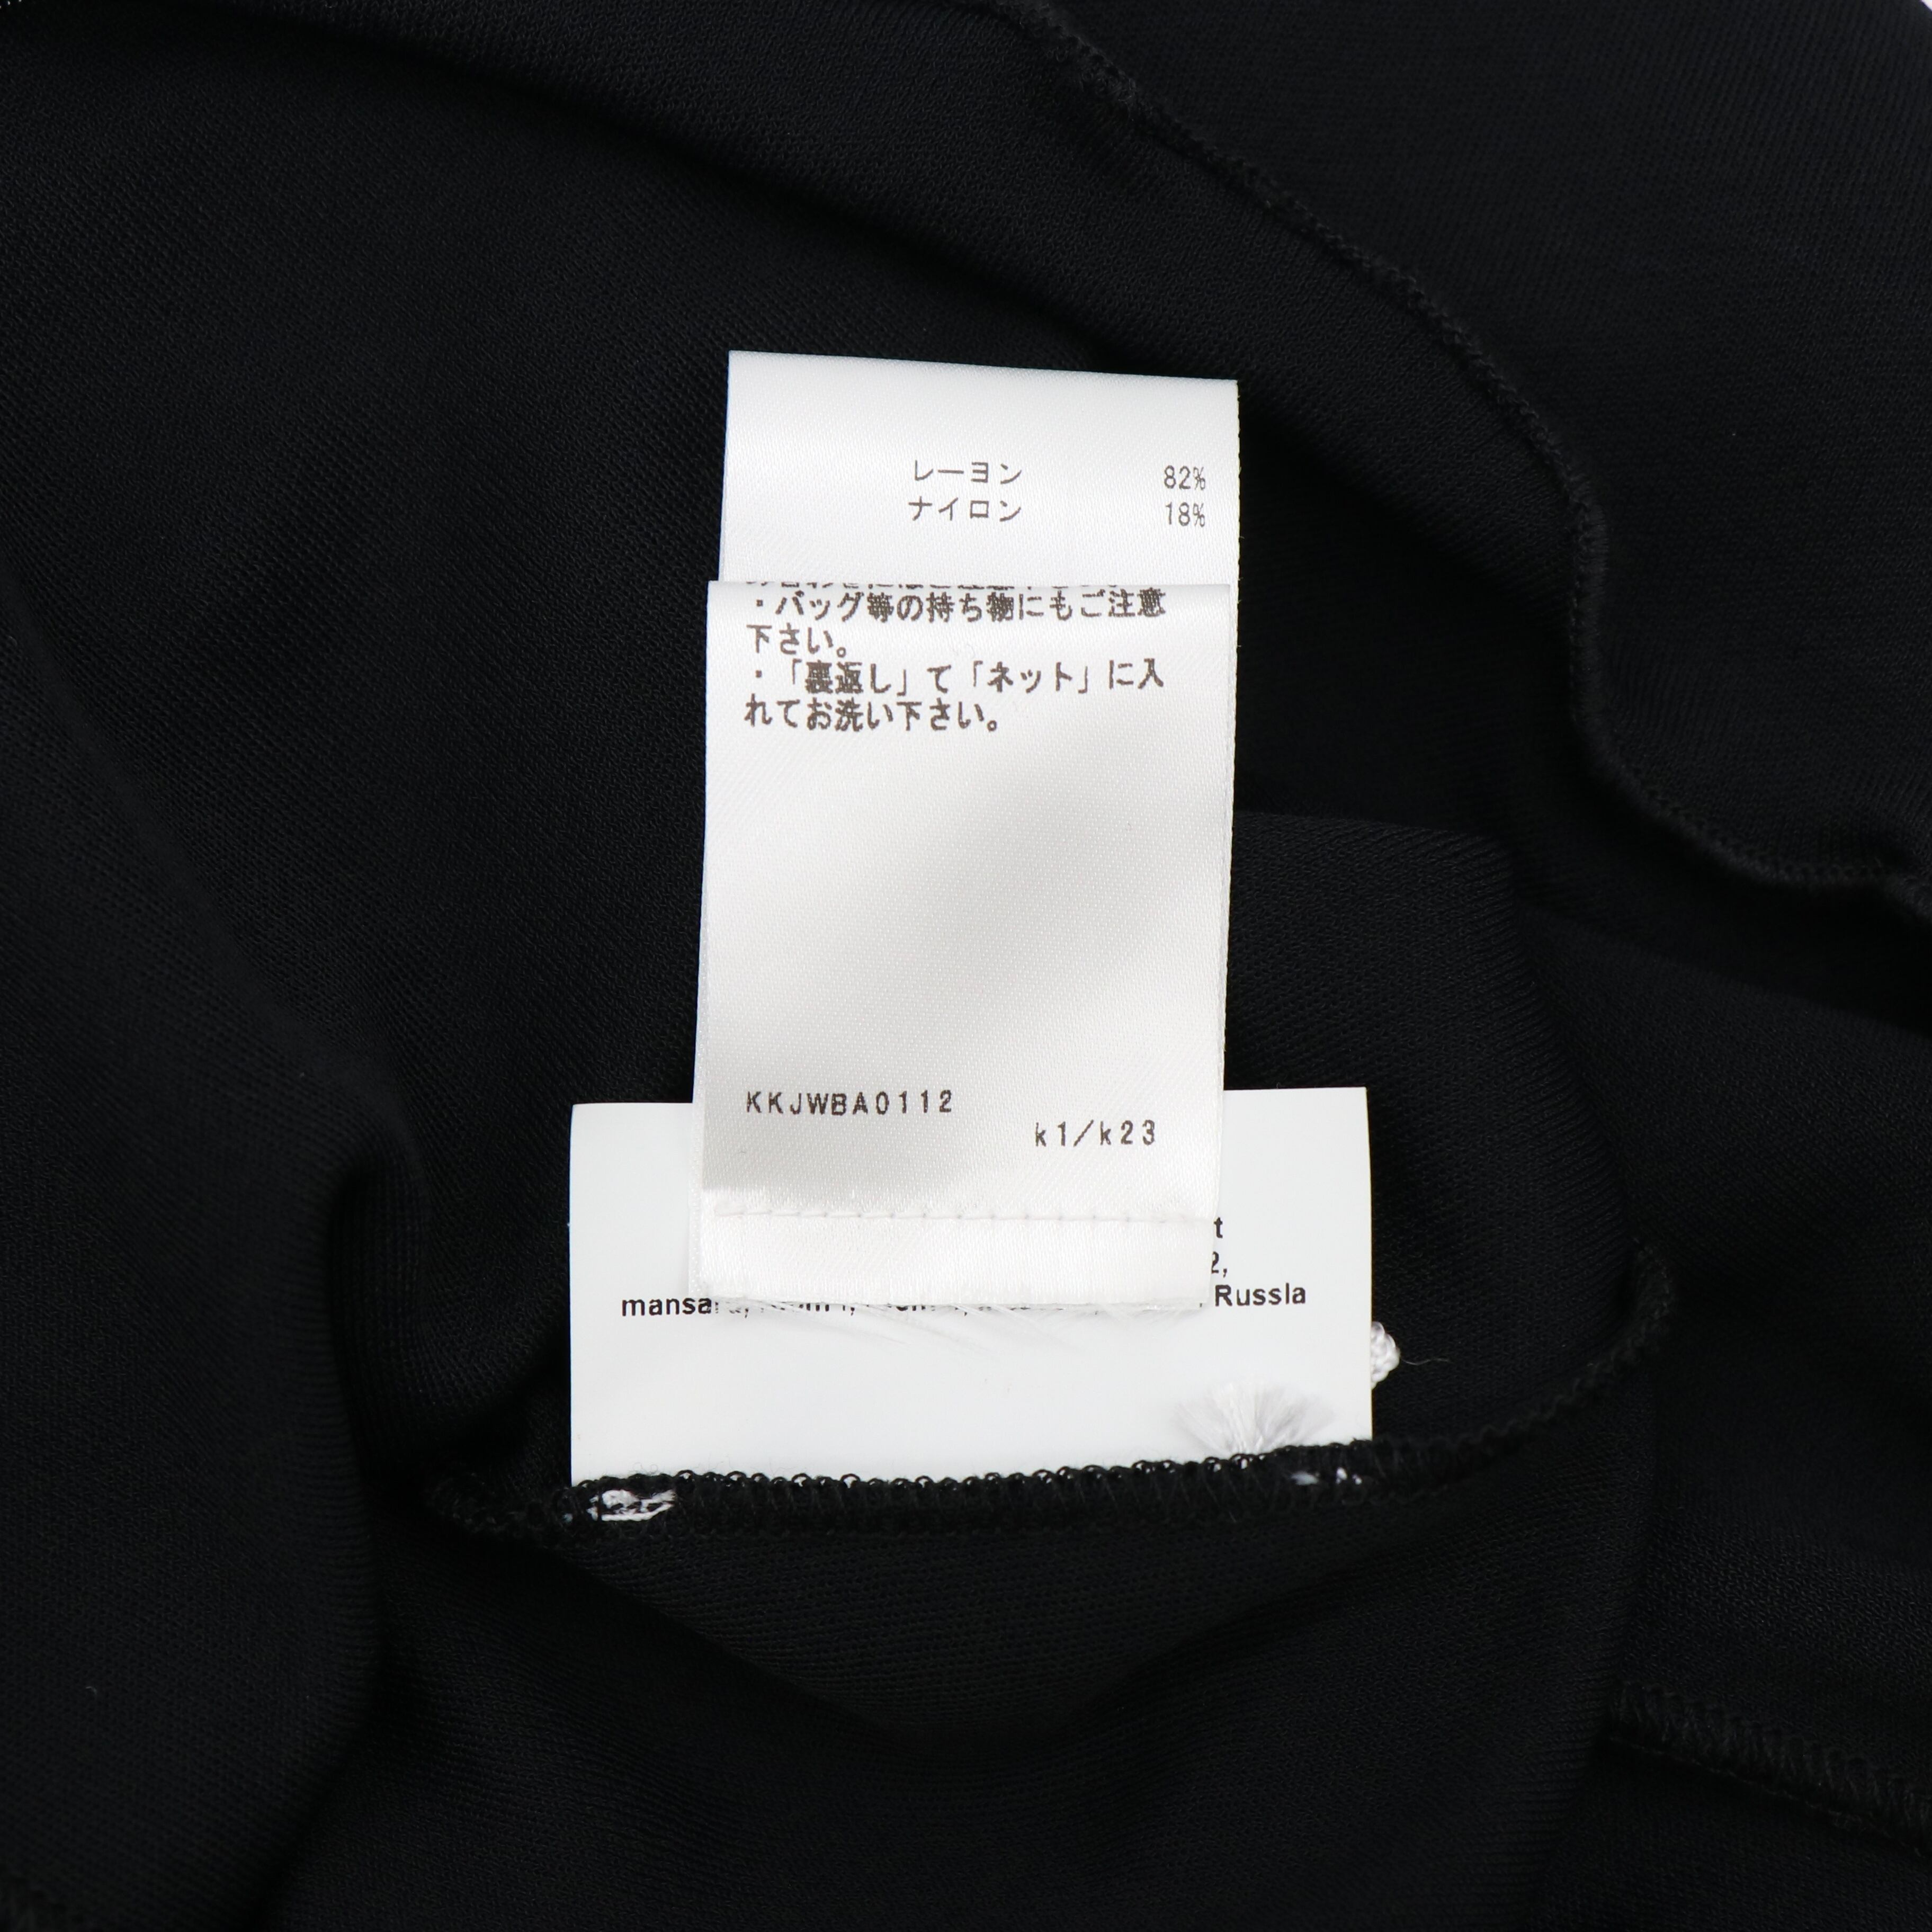 レーヨン 82%
ナイロン 18%
・バッグ等の持ち物にもご注意
下さい。
・「裏返し」て「ネット」に入
れてお洗い下さい。
KKJWBA0112
k1/k23
t
2,
Russia